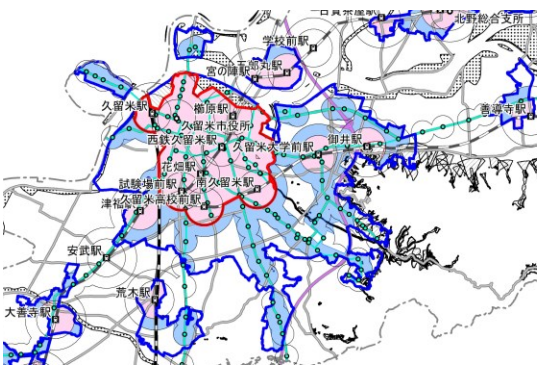 古賀茶屋駅
北野総合支所
学校前駅
五郎丸駅
宮の陣駅
善導寺駅
久留米駅
櫛原駅
久留米市役所
西鉄久留米駅
久留米大学前駅
御井駅
花畑駅
試験場前駅
南久留米駅
津福駅
久留米高校前駅
安武駅
荒木駅
大善寺駅